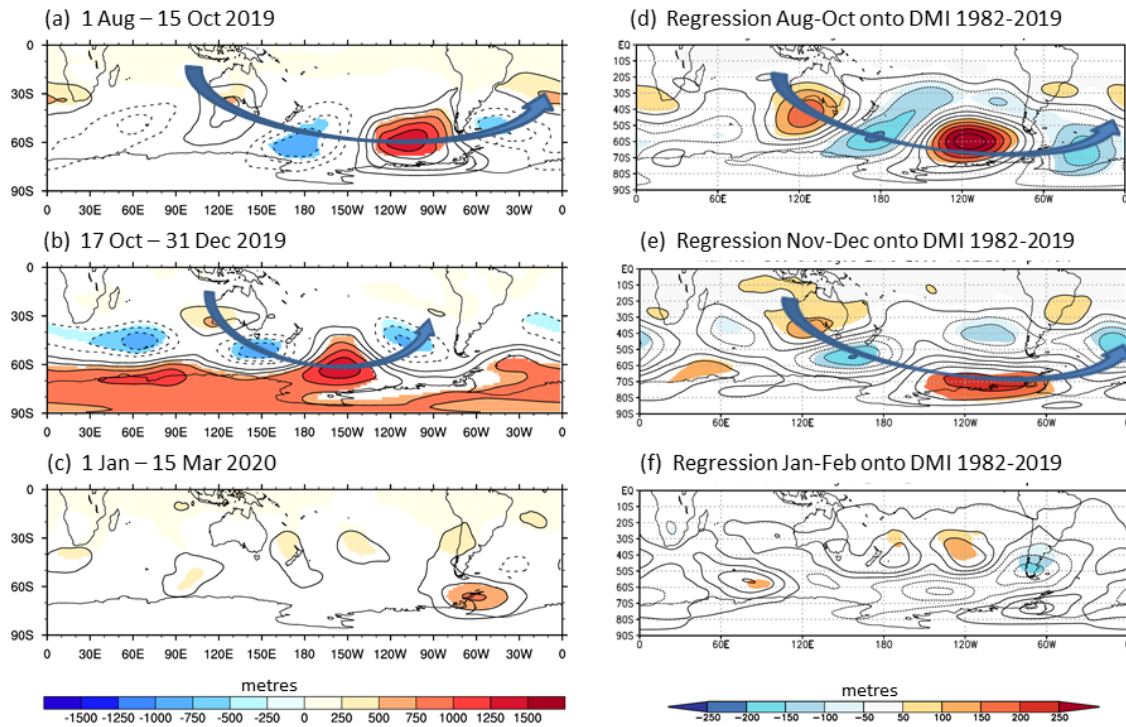 (a) 1 Aug – 15 Oct 2019
0
30S
60S
90S
0 30E 60E 90E 120E 150E 180 150W 120W 90W 60W 30W 0
(b) 17 Oct – 31 Dec 2019
0
30S
60S
90S
0 30E 60E 90E 120E 150E 180 150W 120W 90W 60W 30W 0
(c) 1 Jan – 15 Mar 2020
0
30S
60S
90S
0 30E 60E 90E 120E 150E 180 150W 120W 90W 60W 30W 0
metres
-1500 -1250 -1000 -750 -500 -250 0 250 500 750 1000 1250 1500
(d) Regression Aug-Oct onto DMI 1982-2019
EQ
10S
20S
30S
40S
50S
60S
70S
80S
90S
0 60E 120E 180 120W 60W
(e) Regression Nov-Dec onto DMI 1982-2019
EQ
10S
20S
30S
40S
50S
60S
70S
80S
90S
0 60E 120E 180 120W 60W
(f) Regression Jan-Feb onto DMI 1982-2019
EQ
10S
20S
30S
40S
50S
60S
70S
80S
90S
0 60E 120E 180 120W 60W
metres
−250 −200 −150 −100 −50 50 100 150 200 250